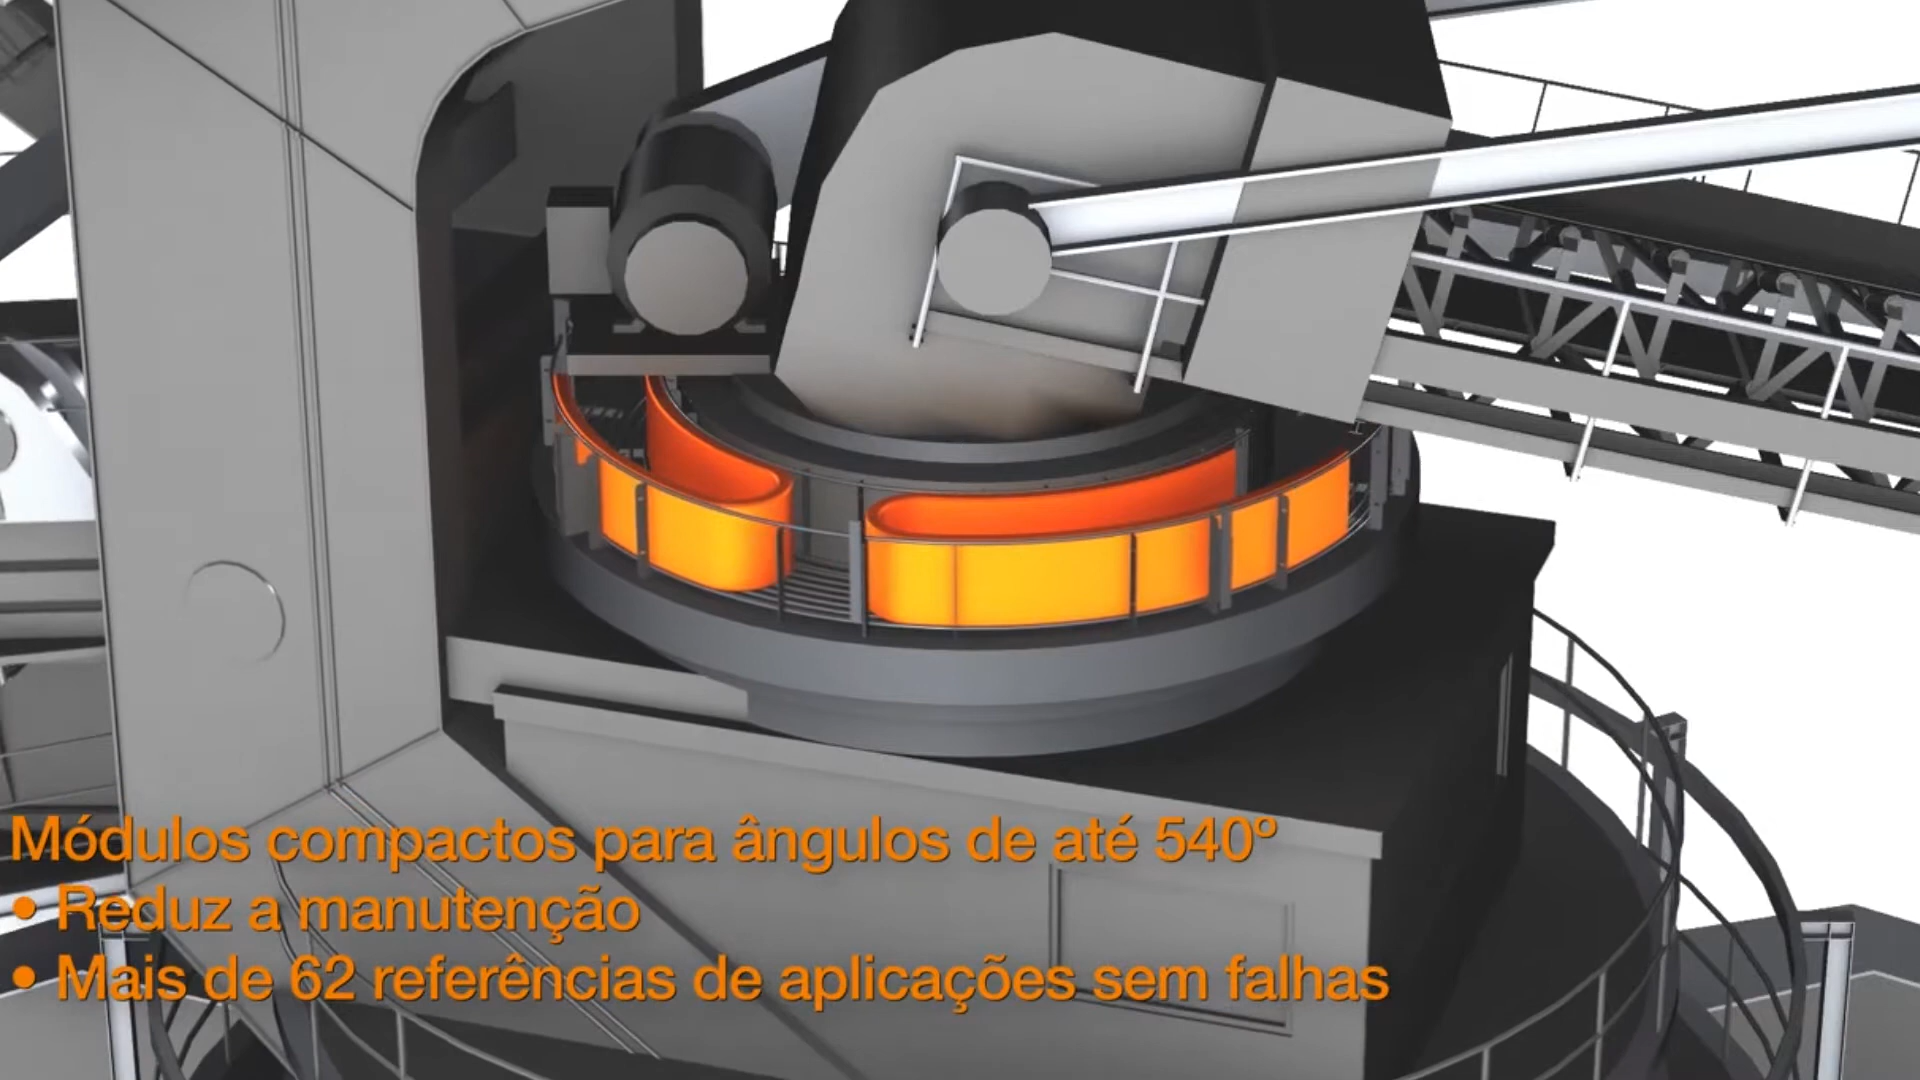 Módulos compactos para ângulos de até 540º
• Reduz a manutenção
• Mais de 62 referências de aplicações sem falhas